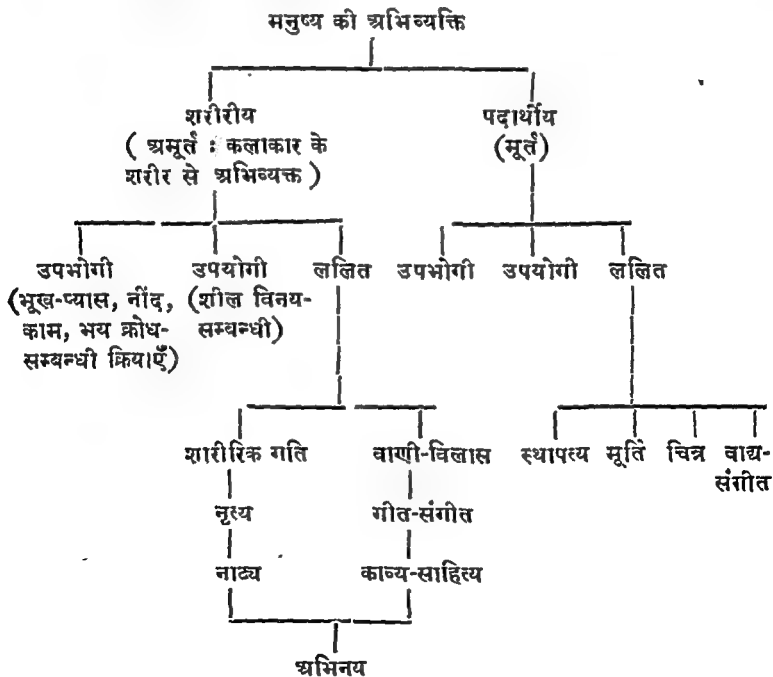 मनुष्य की अभिव्यक्ति
शरीरीय पदार्थीय
( अमूर्त : कलाकार के (मूर्त)
शरीर से अभिव्यक्त )
उपभोगी उपयोगी ललित उपभोगी उपयोगी ललित
(भूख-प्यास, नींद, (शील विनय-
काम, भय क्रोध- सम्बन्धी)
सम्बन्धी क्रियाएँ)
शारीरिक गति वाणी-विलास स्थापत्य मूर्ति चित्र वाद्य-
संगीत
नृत्य गीत-संगीत
नाट्य काव्य-साहित्य
अभिनय